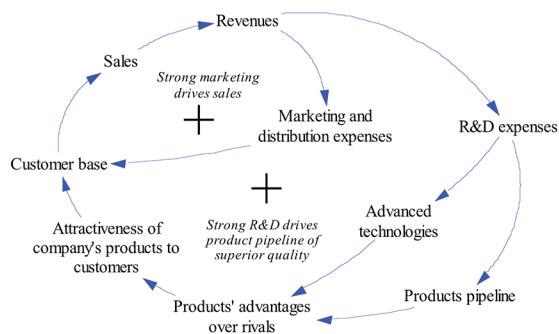 Revenues
Sales
Strong marketing
drives sales
Marketing and
distribution expenses
R&D expenses
Customer base
Attractiveness of
company's products to
customers
Strong R&D drives
product pipeline of
superior quality
Advanced
technologies
Products pipeline
Products' advantages
over rivals